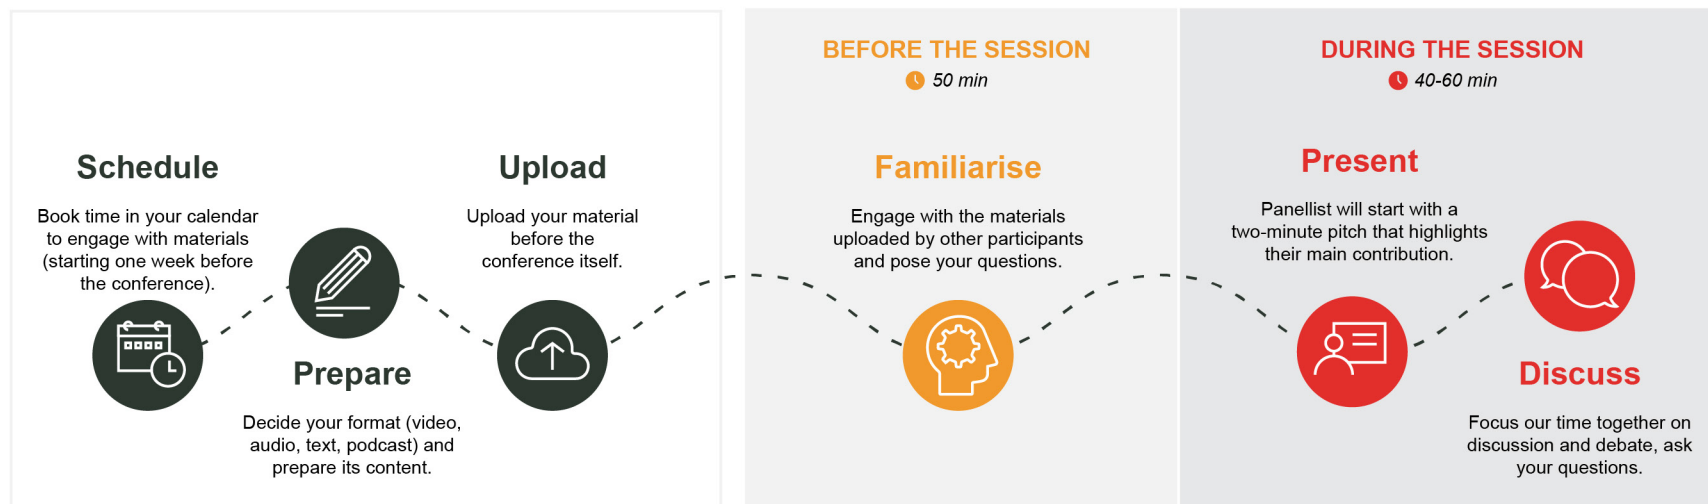 Schedule
Book time in your calendar
to engage with materials
(starting one week before
the conference).
Prepare
Decide your format (video,
audio, text, podcast) and
prepare its content.
Upload
Upload your material
before the
conference itself.
BEFORE THE SESSION
50 min
Familiarise
Engage with the materials
uploaded by other participants
and pose your questions.
DURING THE SESSION
40-60 min
Present
Panellist will start with a
two-minute pitch that highlights
their main contribution.
Discuss
Focus our time together on
discussion and debate, ask
your questions.